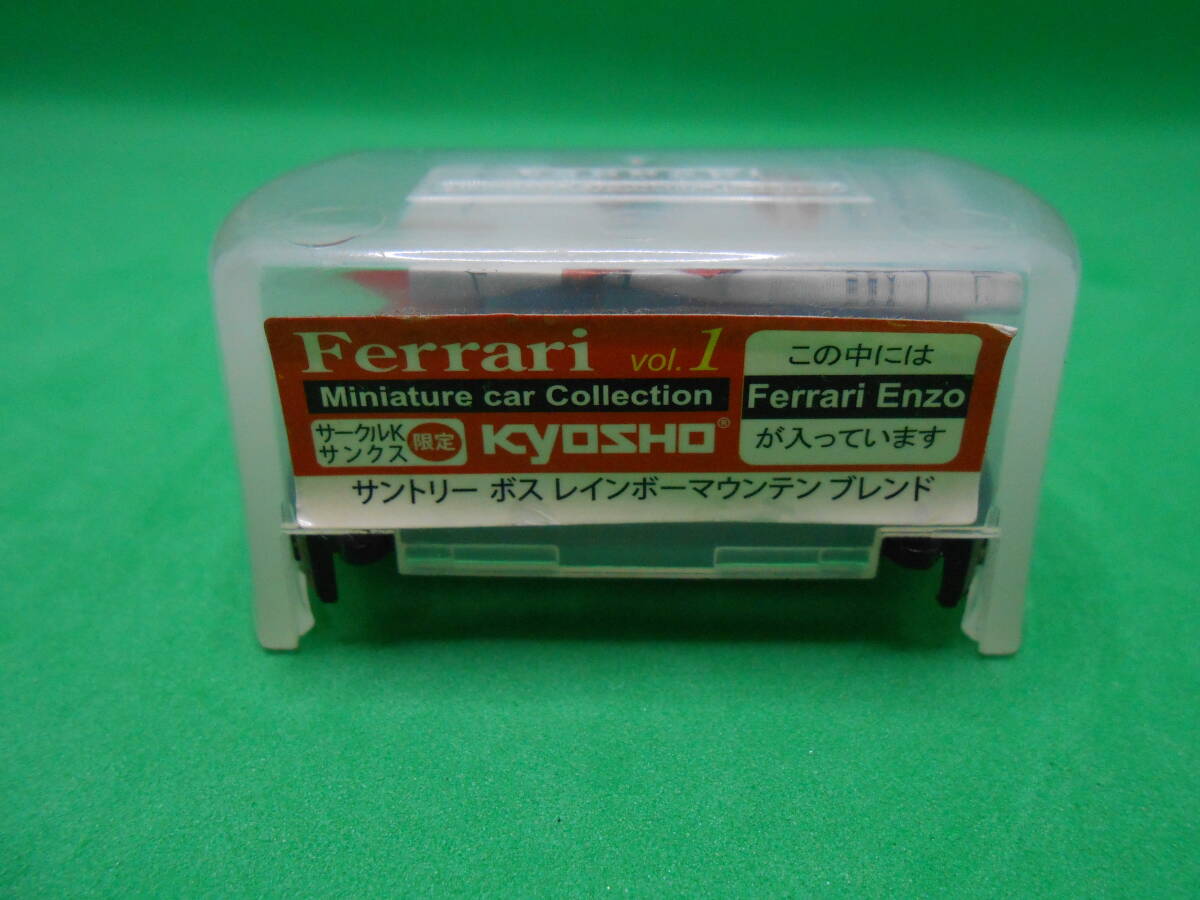 Ferrari vol.1
Miniature car Collection
サークルK
サンクス
限定
KYOSHO®
この中には
Ferrari Enzo
が入っています
サントリー ボス レインボーマウンテン ブレンド